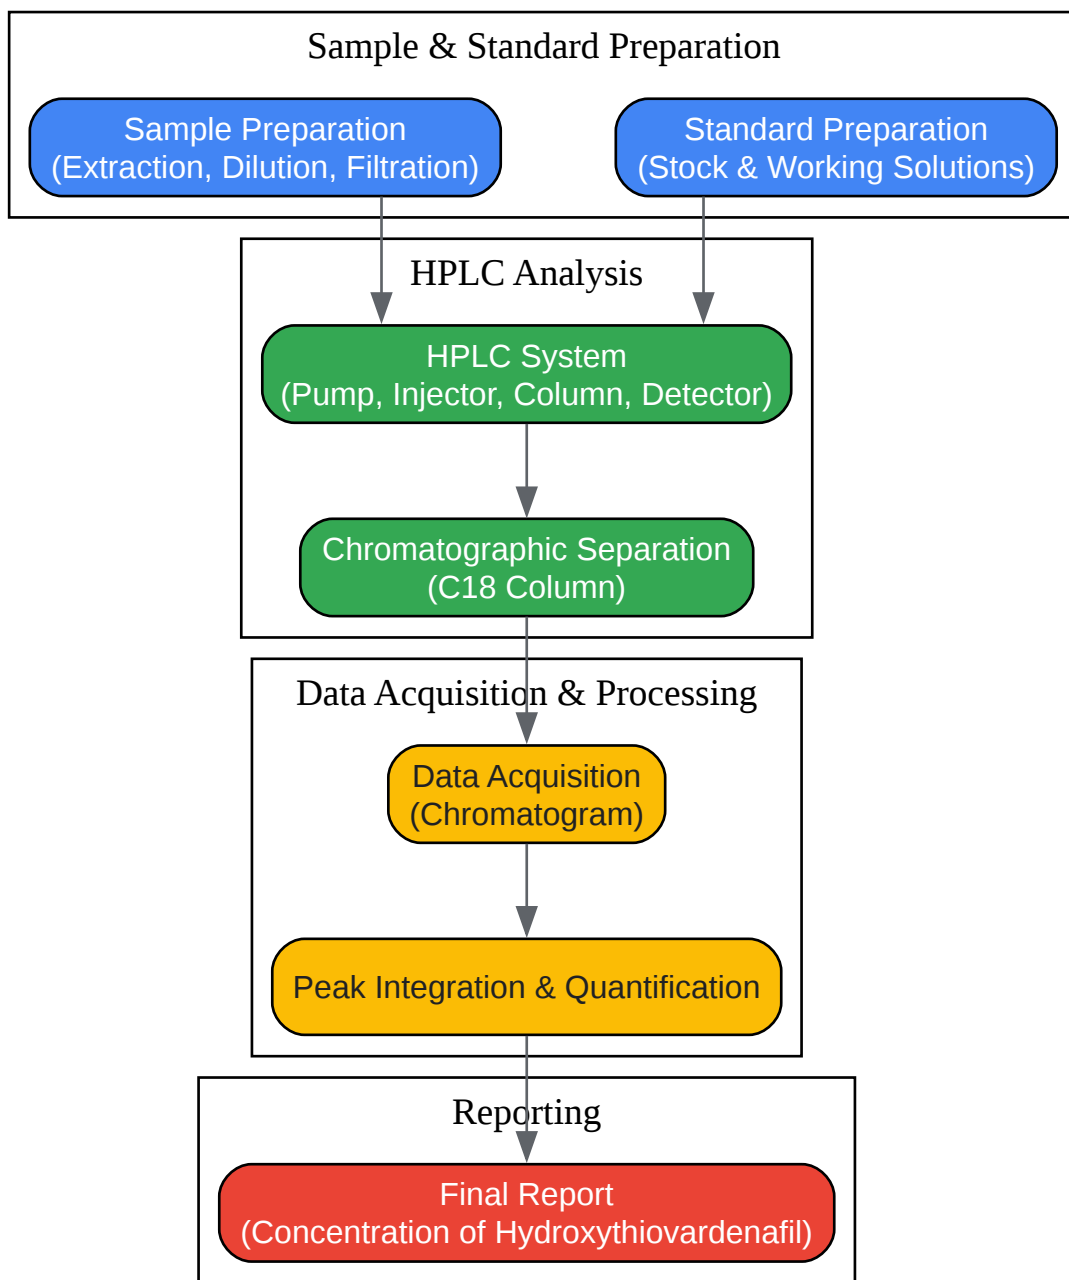 Sample & Standard Preparation
Sample Preparation
(Extraction, Dilution, Filtration)
Standard Preparation
(Stock & Working Solutions)
HPLC Analysis
HPLC System
(Pump, Injector, Column, Detector)
Chromatographic Separation
(C18 Column)
Data Acquisition & Processing
Data Acquisition
(Chromatogram)
Peak Integration & Quantification
Reporting
Final Report
(Concentration of Hydroxythiovardenafil)